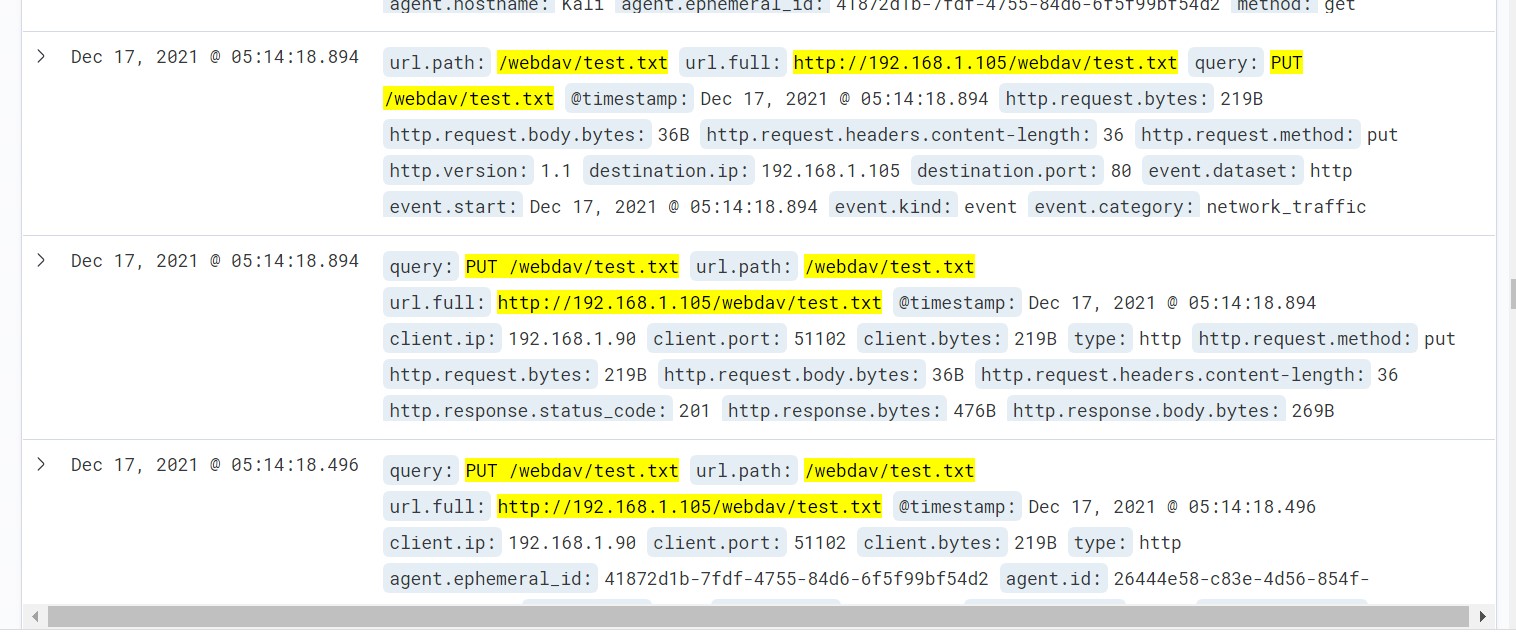 agent.hostname: Kali agent.ephemeral_id: 41872d1b-7fdf-4755-84d6-6f5f99bf54d2 method: get
Dec 17, 2021 @ 05:14:18.894 url.path: /webdav/test.txt url.full: http://192.168.1.105/webdav/test.txt query: PUT
/webdav/test.txt @timestamp: Dec 17, 2021 @ 05:14:18.894 http.request.bytes: 219B
http.request.body.bytes: 36B http.request.headers.content-length: 36 http.request.method: put
http.version: 1.1 destination.ip: 192.168.1.105 destination.port: 80 event.dataset: http
event.start: Dec 17, 2021 @ 05:14:18.894 event.kind: event event.category: network_traffic
Dec 17, 2021 @ 05:14:18.894 query: PUT /webdav/test.txt url.path: /webdav/test.txt
url.full: http://192.168.1.105/webdav/test.txt @timestamp: Dec 17, 2021 @ 05:14:18.894
client.ip: 192.168.1.90 client.port: 51102 client.bytes: 219B type: http http.request.method: put
http.request.bytes: 219B http.request.body.bytes: 36B http.request.headers.content-length: 36
http.response.status_code: 201 http.response.bytes: 476B http.response.body.bytes: 269B
Dec 17, 2021 @ 05:14:18.496 query: PUT /webdav/test.txt url.path: /webdav/test.txt
url.full: http://192.168.1.105/webdav/test.txt @timestamp: Dec 17, 2021 @ 05:14:18.496
client.ip: 192.168.1.90 client.port: 51102 client.bytes: 219B type: http
agent.ephemeral_id: 41872d1b-7fdf-4755-84d6-6f5f99bf54d2 agent.id: 26444e58-c83e-4d56-854f-